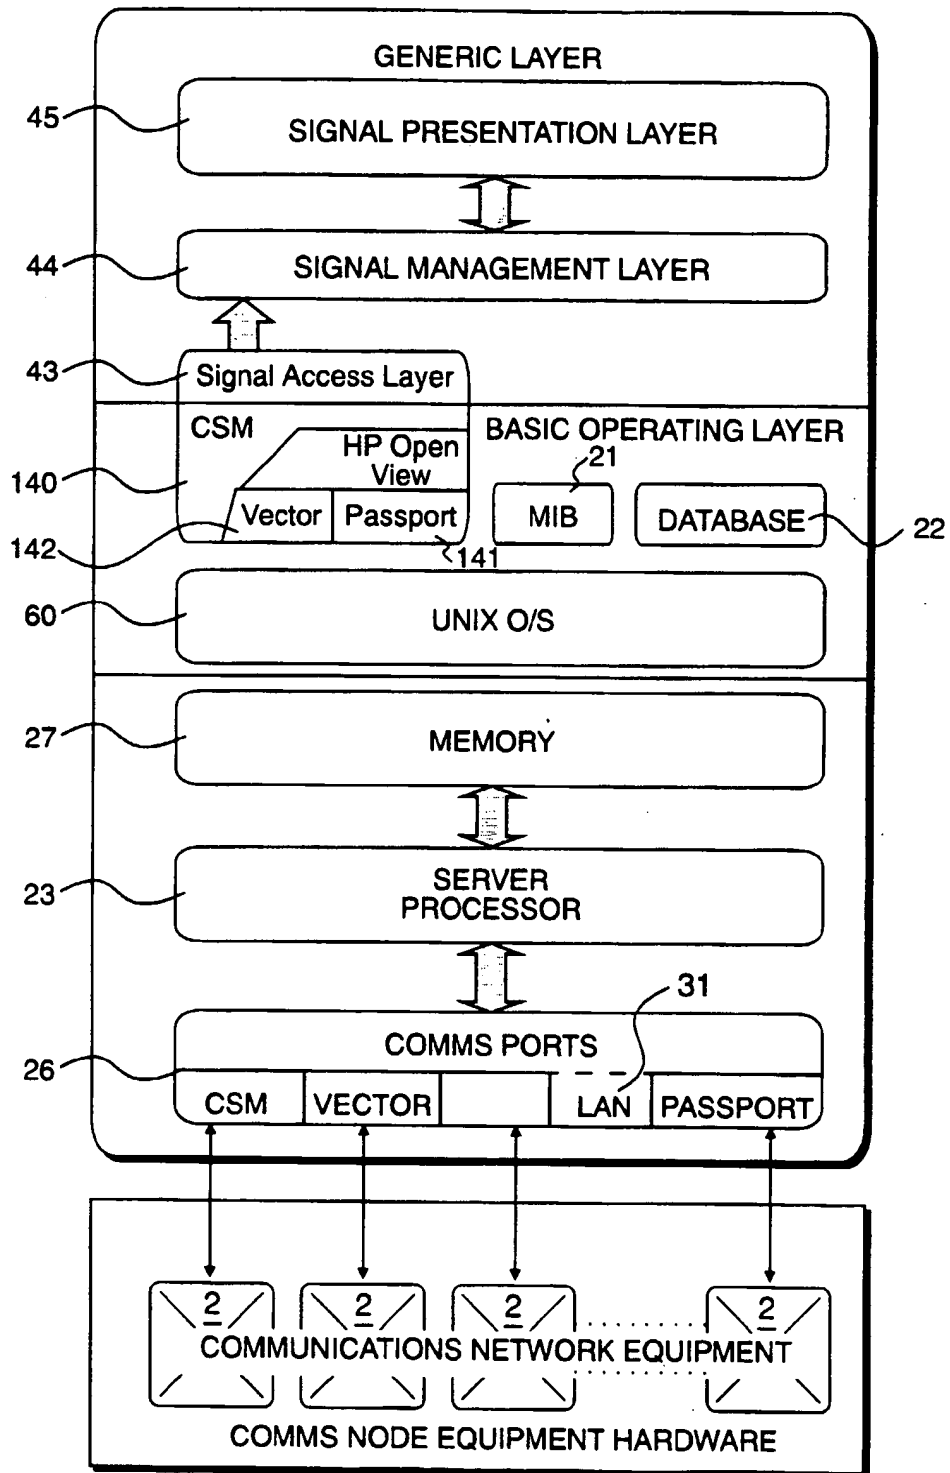 GENERIC LAYER
45
SIGNAL PRESENTATION LAYER
44
SIGNAL MANAGEMENT LAYER
43
Signal Access Layer
CSM
BASIC OPERATING LAYER
HP Open
View
21
140
Vector
Passport
MIB
DATABASE
22
142
141
60
UNIX O/S
27
MEMORY
23
SERVER
PROCESSOR
31
COMMS PORTS
26
CSM
VECTOR
LAN
PASSPORT
2
2
2
2
COMMUNICATIONS NETWORK EQUIPMENT
COMMS NODE EQUIPMENT HARDWARE